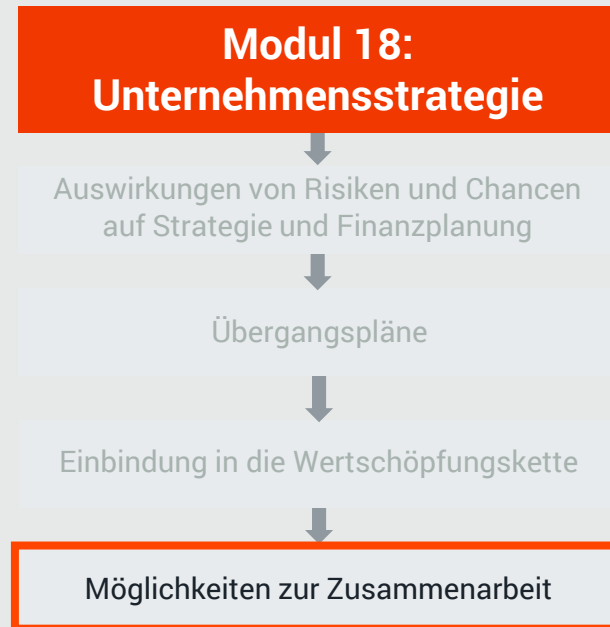 Modul 18:
Unternehmensstrategie
Auswirkungen von Risiken und Chancen
auf Strategie und Finanzplanung
Übergangspläne
Einbindung in die Wertschöpfungskette
Möglichkeiten zur Zusammenarbeit